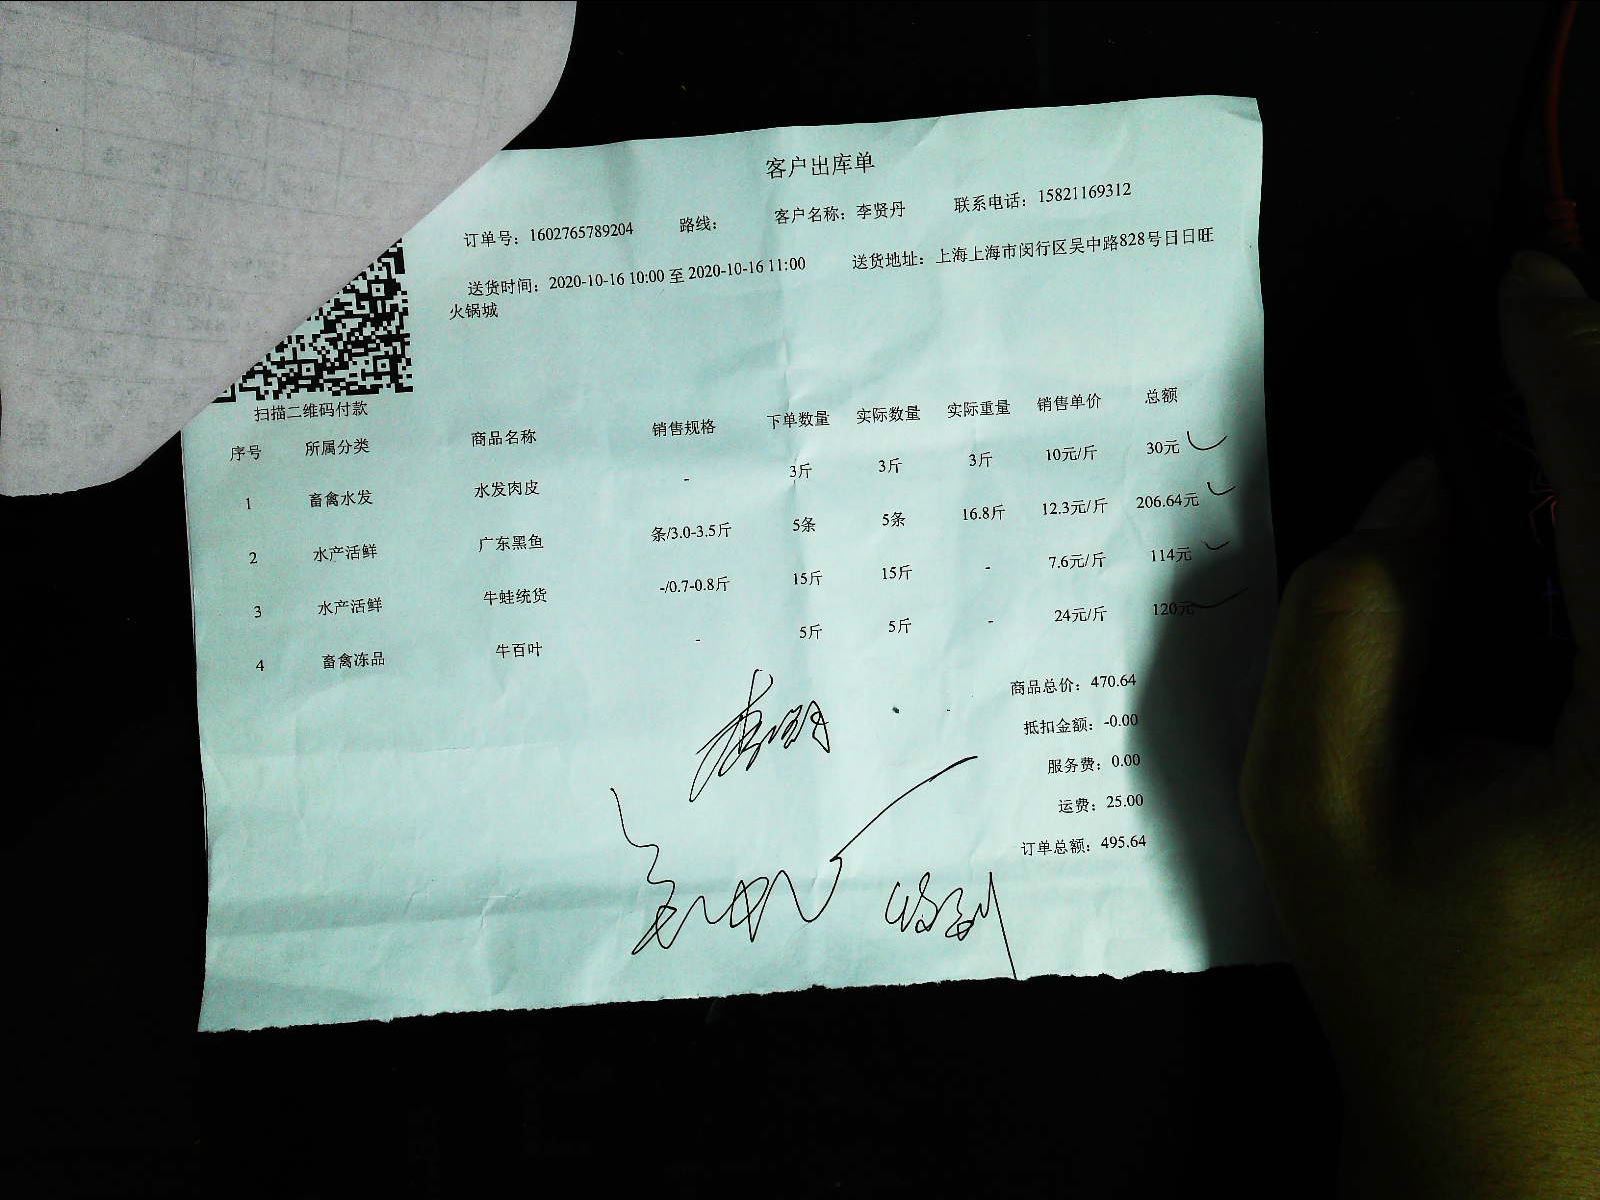 客户出库单
订单号：1602765789204 路线： 客户名称：李贤丹 联系电话：15821169312
送货时间：2020-10-16 10:00 至 2020-10-16 11:00 送货地址：上海上海市闵行区吴中路828号日日旺
火锅城
扫描二维码付款
序号 所属分类 商品名称 销售规格 下单数量 实际数量 实际重量 销售单价 总额
1 畜禽水发 水发肉皮 - 3斤 3斤 3斤 10元/斤 30元
2 水产活鲜 广东黑鱼 条/3.0-3.5斤 5条 5条 16.8斤 12.3元/斤 206.64元
3 水产活鲜 牛蛙统货 -/0.7-0.8斤 15斤 15斤 - 7.6元/斤 114元
4 畜禽冻品 牛百叶 - 5斤 5斤 - 24元/斤 120元
商品总价：470.64
抵扣金额：-0.00
服务费：0.00
运费：25.00
订单总额：495.64
收到